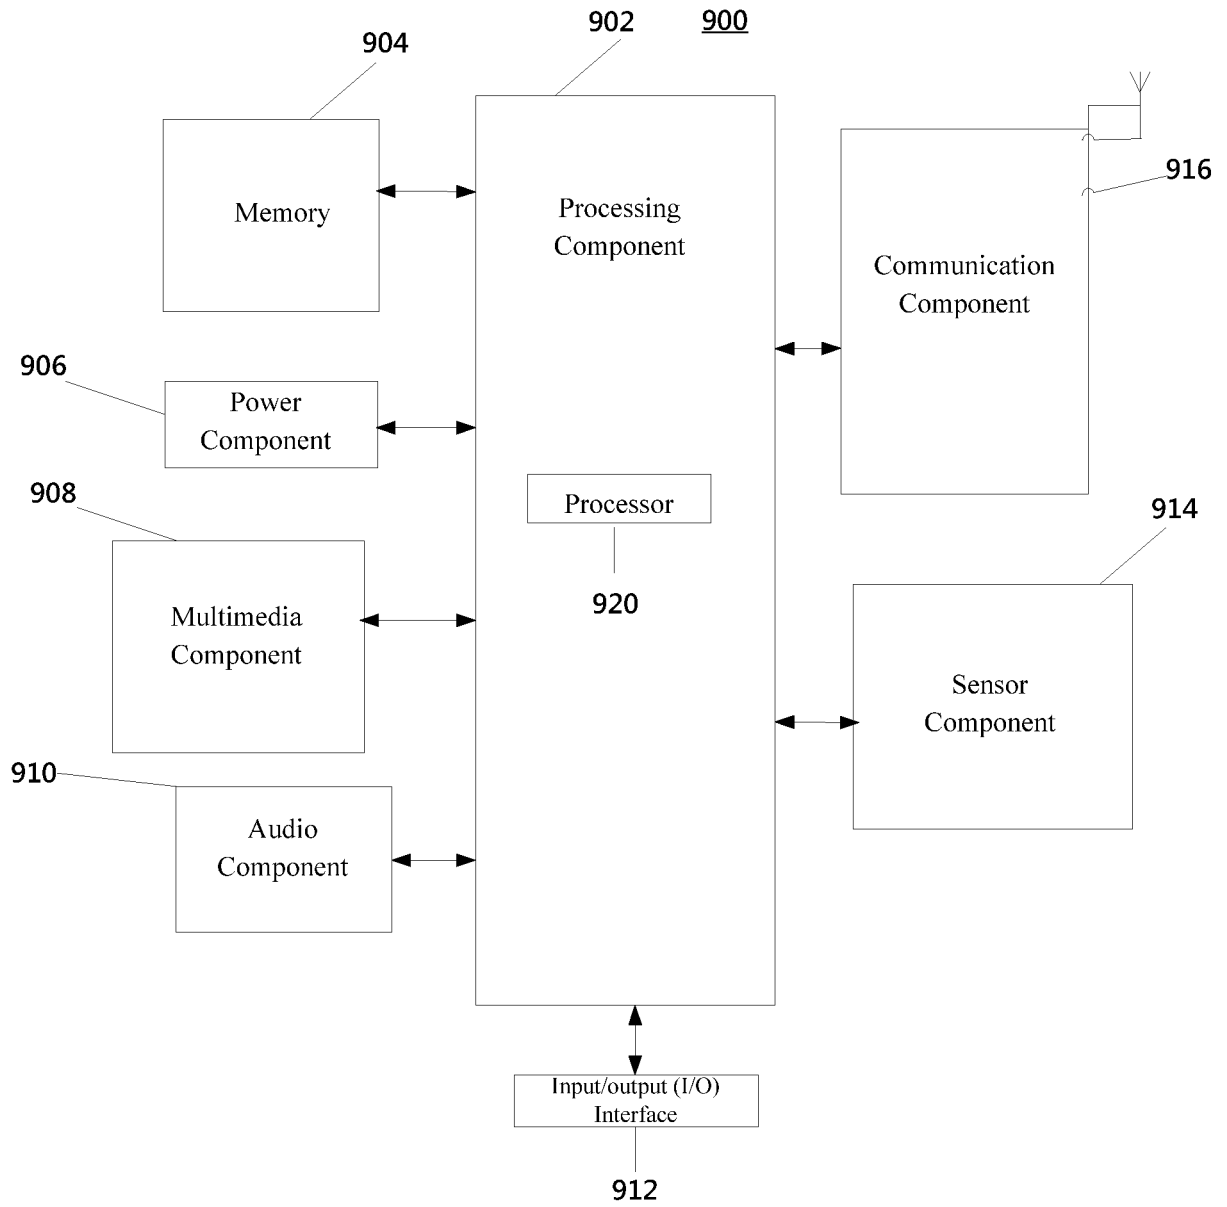 902
900
904
916
Memory
Processing
Component
Communication
Component
906
Power
Component
908
Processor
914
920
Multimedia
Component
Sensor
Component
910
Audio
Component
Input/output (I/O)
Interface
912